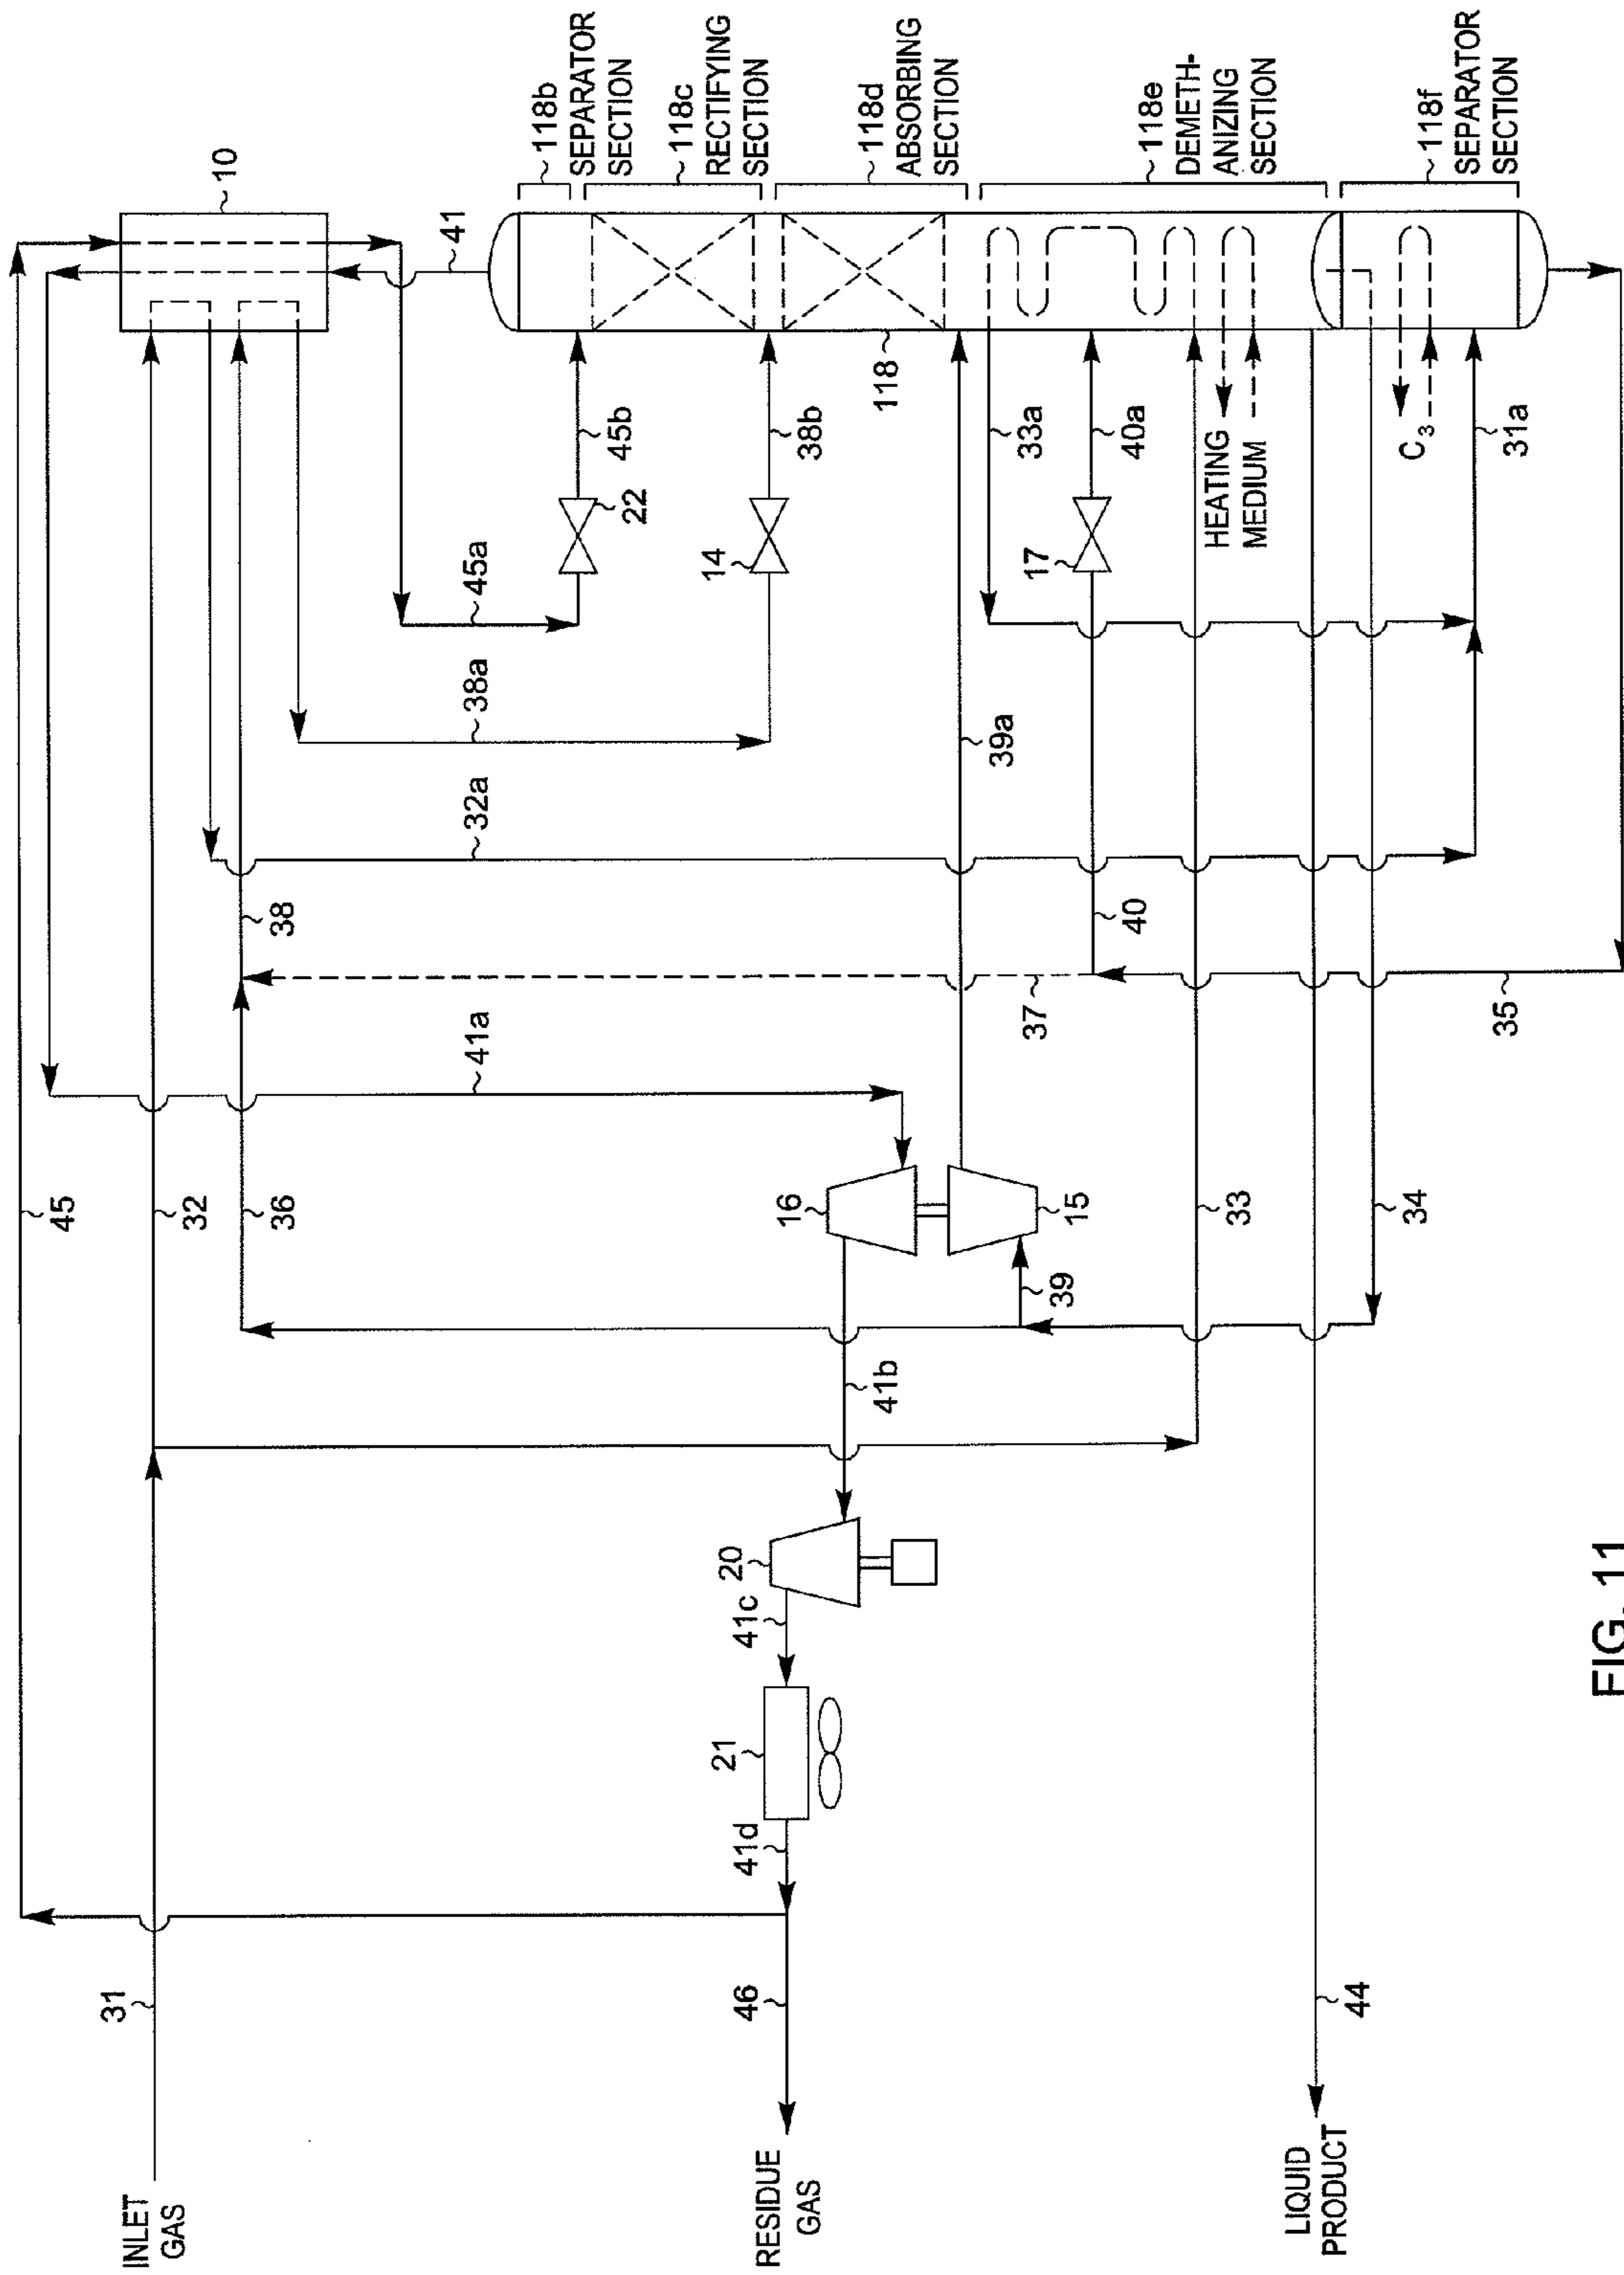 45
10
INLET
GAS
31
32
36
38
41
41a
32a
38a
45a
45b
22
14
38b
118b
SEPARATOR
SECTION
118c
RECTIFYING
SECTION
118d
ABSORBING
SECTION
118e
DEMETH-
ANIZING
SECTION
118f
SEPARATOR
SECTION
118
RESIDUE
GAS
46
41d
21
41c
20
41b
16
15
39
39a
33a
17
40a
40
37
33
HEATING
MEDIUM
C3
31a
LIQUID
PRODUCT
44
34
35
FIG. 11